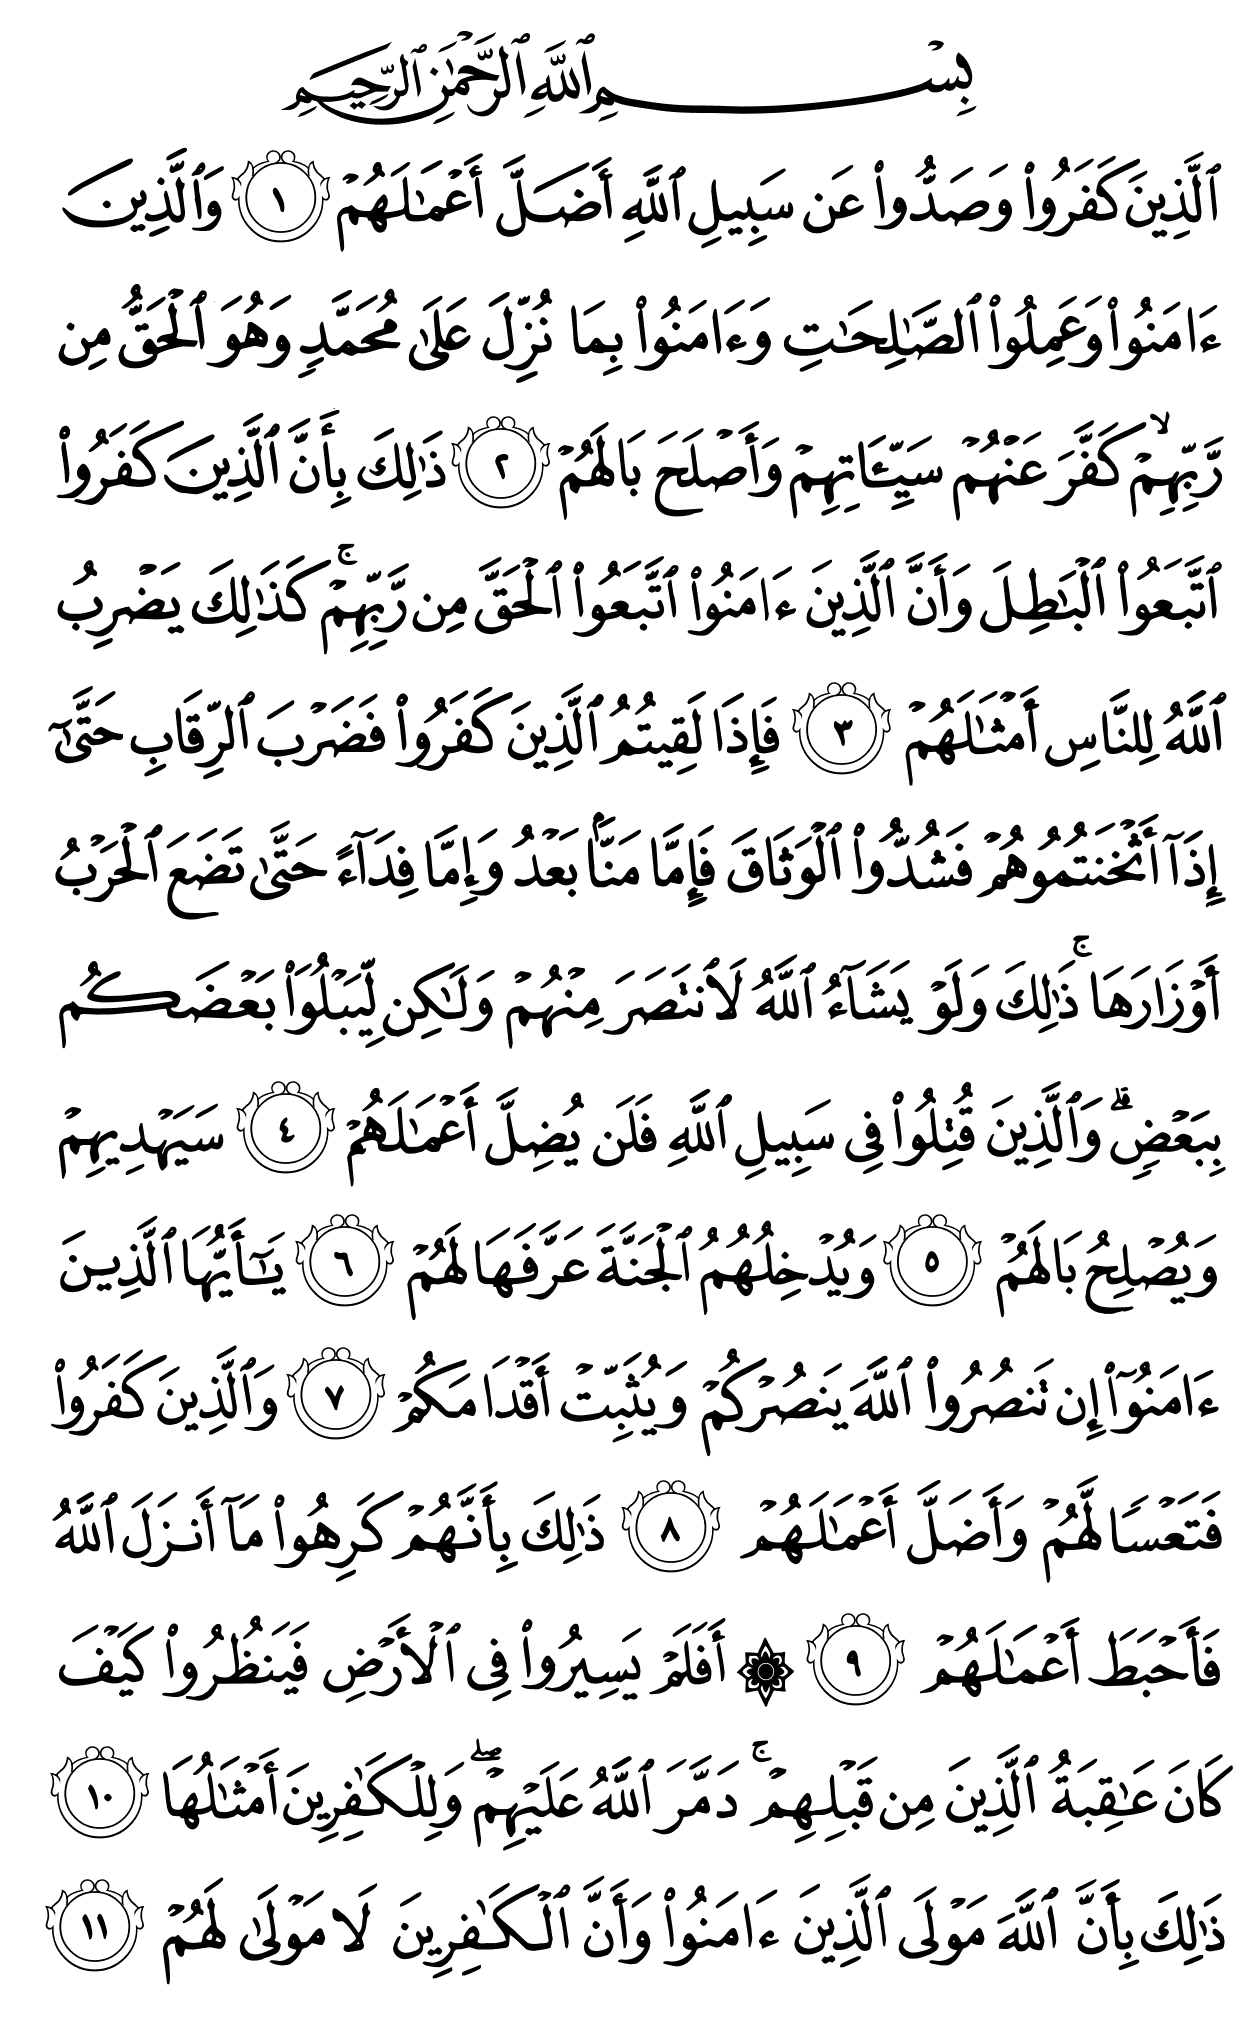 بِسۡمِ ٱللَّهِ ٱلرَّحۡمَٰنِ ٱلرَّحِيمِ
ٱلَّذِينَ كَفَرُواْ وَصَدُّواْ عَن سَبِيلِ ٱللَّهِ أَضَلَّ أَعۡمَٰلَهُمۡ ١ وَٱلَّذِينَ
ءَامَنُواْ وَعَمِلُواْ ٱلصَّٰلِحَٰتِ وَءَامَنُواْ بِمَا نُزِّلَ عَلَىٰ مُحَمَّدٖ وَهُوَ ٱلۡحَقُّ مِن
رَّبِّهِمۡ لا كَفَّرَ عَنۡهُمۡ سَيِّـَٔاتِهِمۡ وَأَصۡلَحَ بَالَهُمۡ ٢ ذَٰلِكَ بِأَنَّ ٱلَّذِينَ كَفَرُواْ
ٱتَّبَعُواْ ٱلۡبَٰطِلَ وَأَنَّ ٱلَّذِينَ ءَامَنُواْ ٱتَّبَعُواْ ٱلۡحَقَّ مِن رَّبِّهِمۡۚ كَذَٰلِكَ يَضۡرِبُ
ٱللَّهُ لِلنَّاسِ أَمۡثَٰلَهُمۡ ٣ فَإِذَا لَقِيتُمُ ٱلَّذِينَ كَفَرُواْ فَضَرۡبَ ٱلرِّقَابِ حَتَّىٰٓ
إِذَآ أَثۡخَنتُمُوهُمۡ فَشُدُّواْ ٱلۡوَثَاقَ فَإِمَّا مَنَّۢا بَعۡدُ وَإِمَّا فِدَآءً حَتَّىٰ تَضَعَ ٱلۡحَرۡبُ
أَوۡزَارَهَاۚ ذَٰلِكَ وَلَوۡ يَشَآءُ ٱللَّهُ لَٱنتَصَرَ مِنۡهُمۡ وَلَٰكِن لِّيَبۡلُوَاْ بَعۡضَكُم
بِبَعۡضٖۗ وَٱلَّذِينَ قُتِلُواْ فِي سَبِيلِ ٱللَّهِ فَلَن يُضِلَّ أَعۡمَٰلَهُمۡ ٤ سَيَهۡدِيهِمۡ
وَيُصۡلِحُ بَالَهُمۡ ٥ وَيُدۡخِلُهُمُ ٱلۡجَنَّةَ عَرَّفَهَا لَهُمۡ ٦ يَٰٓأَيُّهَا ٱلَّذِينَ
ءَامَنُوٓاْ إِن تَنصُرُواْ ٱللَّهَ يَنصُرۡكُمۡ وَيُثَبِّتۡ أَقۡدَامَكُمۡ ٧ وَٱلَّذِينَ كَفَرُواْ
فَتَعۡسٗا لَّهُمۡ وَأَضَلَّ أَعۡمَٰلَهُمۡ ٨ ذَٰلِكَ بِأَنَّهُمۡ كَرِهُواْ مَآ أَنزَلَ ٱللَّهُ
فَأَحۡبَطَ أَعۡمَٰلَهُمۡ ٩ ۞ أَفَلَمۡ يَسِيرُواْ فِي ٱلۡأَرۡضِ فَيَنظُرُواْ كَيۡفَ
كَانَ عَٰقِبَةُ ٱلَّذِينَ مِن قَبۡلِهِمۡۚ دَمَّرَ ٱللَّهُ عَلَيۡهِمۡۖ وَلِلۡكَٰفِرِينَ أَمۡثَٰلُهَا ١٠
ذَٰلِكَ بِأَنَّ ٱللَّهَ مَوۡلَى ٱلَّذِينَ ءَامَنُواْ وَأَنَّ ٱلۡكَٰفِرِينَ لَا مَوۡلَىٰ لَهُمۡ ١١